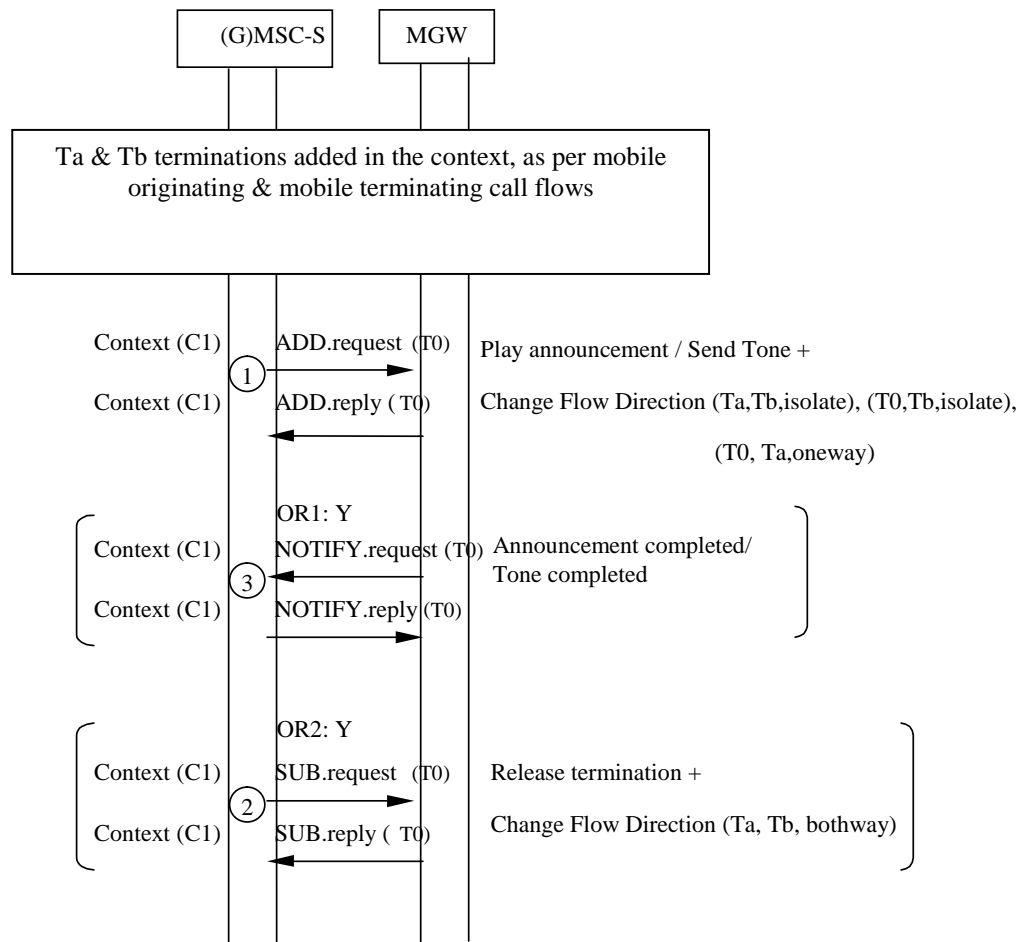 (G)MSC-S MGW
Ta & Tb terminations added in the context, as per mobile
originating & mobile terminating call flows
Context (C1) ADD.request (T0) Play announcement / Send Tone +
1
Context (C1) ADD.reply ( T0) Change Flow Direction (Ta,Tb,isolate), (T0,Tb,isolate),
(T0, Ta,oneway)
OR1: Y
Context (C1) NOTIFY.request(T0) Announcement completed/
3 Tone completed
Context (C1) NOTIFY.reply (T0)
OR2: Y
Context (C1) SUB.request (T0) Release termination +
2
Context (C1) SUB.reply ( T0) Change Flow Direction (Ta, Tb, bothway)